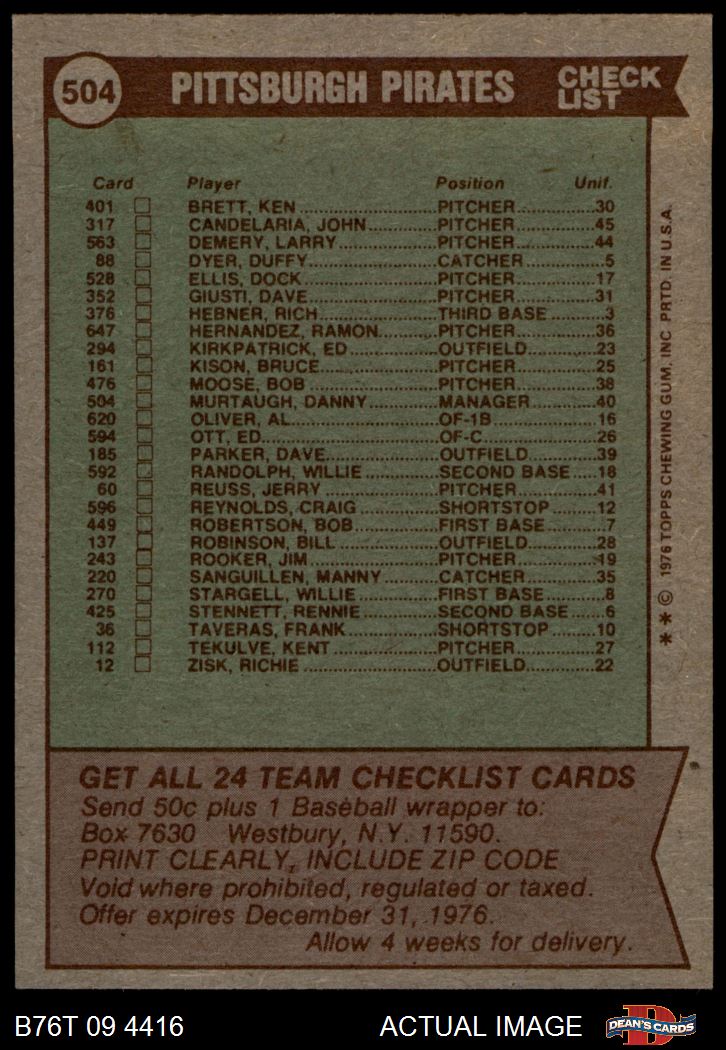 504 PITTSBURGH PIRATES CHECK LIST
Card Player Position Unif.
401 BRETT, KEN PITCHER 30
317 CANDELARIA, JOHN PITCHER 45
563 DEMERY, LARRY PITCHER 44
88 DYER, DUFFY CATCHER 5
528 ELLIS, DOCK PITCHER 17
352 GIUSTI, DAVE PITCHER 31
376 HEBNER, RICH THIRD BASE 3
647 HERNANDEZ, RAMON PITCHER 36
294 KIRKPATRICK, ED OUTFIELD 23
161 KISON, BRUCE PITCHER 25
476 MOOSE, BOB PITCHER 38
504 MURTAUGH, DANNY MANAGER 40
620 OLIVER, AL OF-1B 16
594 OTT, ED OF-C 26
185 PARKER, DAVE OUTFIELD 39
592 RANDOLPH, WILLIE SECOND BASE 18
60 REUSS, JERRY PITCHER 41
596 REYNOLDS, CRAIG SHORTSTOP 12
449 ROBERTSON, BOB FIRST BASE 7
137 ROBINSON, BILL OUTFIELD 28
243 ROOKER, JIM PITCHER 19
220 SANGUILLEN, MANNY CATCHER 35
270 STARGELL, WILLIE FIRST BASE 8
425 STENNETT, RENNIE SECOND BASE 6
36 TAVERAS, FRANK SHORTSTOP 10
112 TEKULVE, KENT PITCHER 27
12 ZISK, RICHIE OUTFIELD 22
* * © 1976 TOPPS CHEWING GUM, INC PRTD. IN U.S.A.
GET ALL 24 TEAM CHECKLIST CARDS
Send 50c plus 1 Baseball wrapper to:
Box 7630 Westbury, N.Y. 11590.
PRINT CLEARLY, INCLUDE ZIP CODE
Void where prohibited, regulated or taxed.
Offer expires December 31, 1976.
Allow 4 weeks for delivery.
B76T 09 4416 ACTUAL IMAGE DEAN'S CARDS